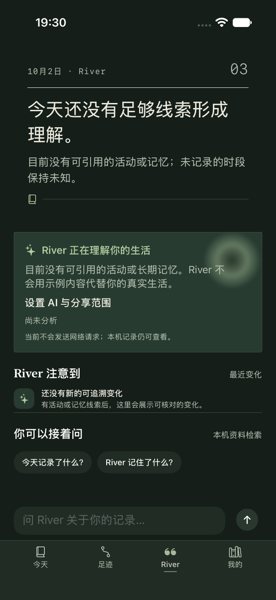 19:30
10月2日 · River
03
今天还没有足够线索形成
理解。
目前没有可引用的活动或记忆；未记录的时段
保持未知。
River 正在理解你的生活
目前没有可引用的活动或长期记忆。River 不
会用示例内容代替你的真实生活。
设置 AI 与分享范围
尚未分析
当前不会发送网络请求；本机记录仍可查看。
River 注意到
最近变化
还没有新的可追溯变化
有活动或记忆线索后，这里会展示可核对的变化。
你可以接着问
本机资料检索
今天记录了什么?
River 记住了什么?
问 River 关于你的记录...
今天
足迹
River
我的